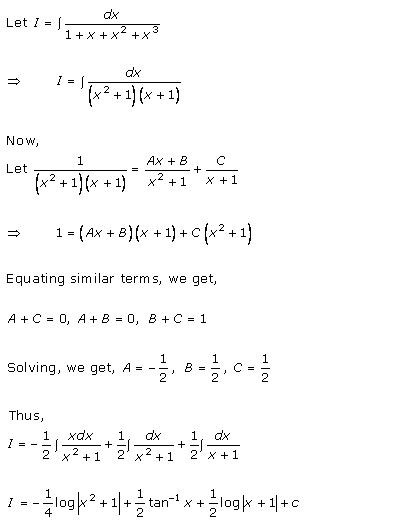 Let I = ∫ dx / (1 + x + x² + x³)
⇒ I = ∫ dx / ((x² + 1)(x + 1))
Now,
Let 1 / ((x² + 1)(x + 1)) = (Ax + B) / (x² + 1) + C / (x + 1)
⇒ 1 = (Ax + B)(x + 1) + C(x² + 1)
Equating similar terms, we get,
A + C = 0, A + B = 0, B + C = 1
Solving, we get, A = −1/2, B = 1/2, C = 1/2
Thus,
I = −1/2 ∫ xdx / (x² + 1) + 1/2 ∫ dx / (x² + 1) + 1/2 ∫ dx / (x + 1)
I = −1/4 log|x² + 1| + 1/2 tan⁻¹ x + 1/2 log|x + 1| + c